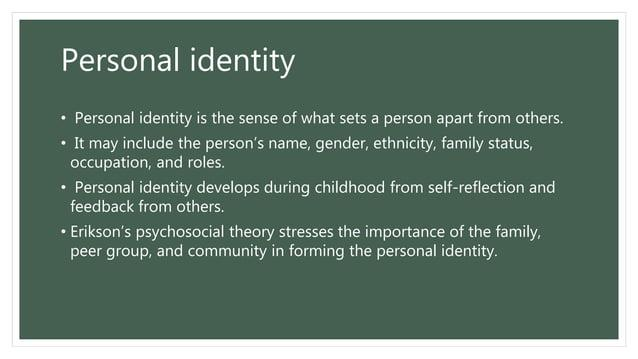 Personal identity
• Personal identity is the sense of what sets a person apart from others.
• It may include the person’s name, gender, ethnicity, family status,
occupation, and roles.
• Personal identity develops during childhood from self-reflection and
feedback from others.
• Erikson’s psychosocial theory stresses the importance of the family,
peer group, and community in forming the personal identity.